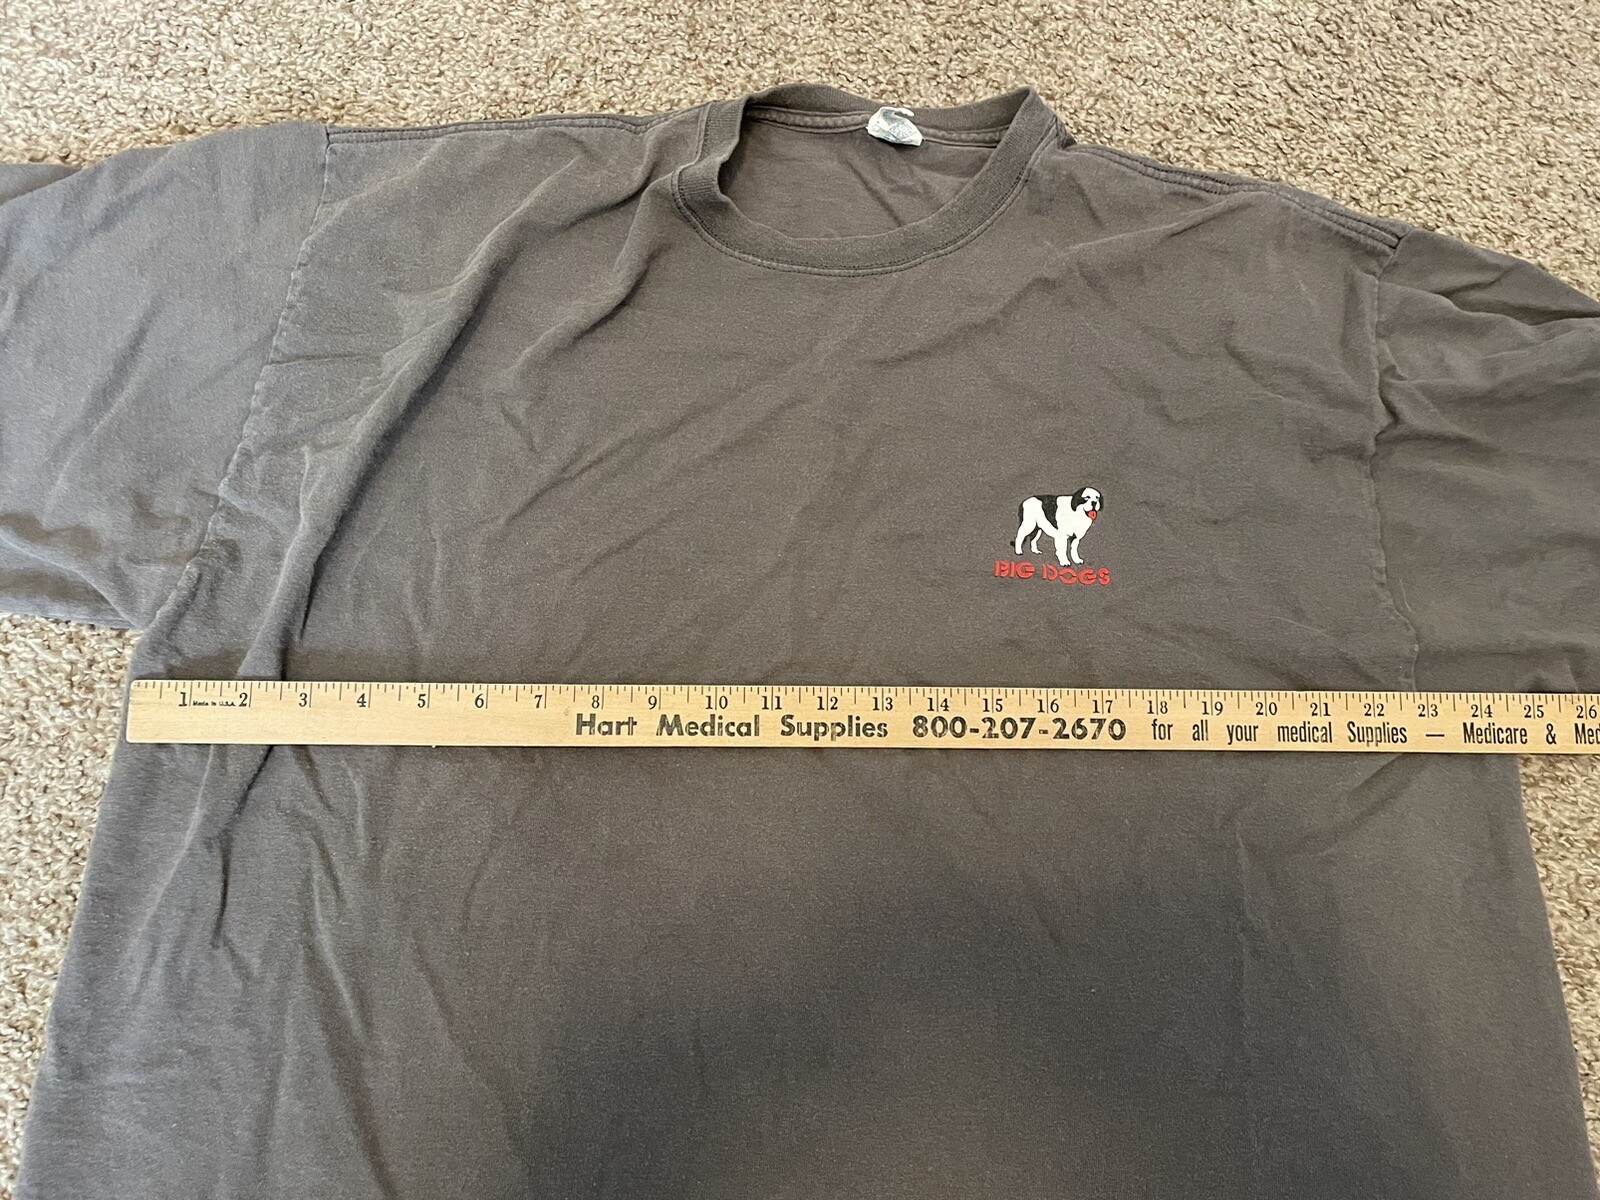 BIG DOGS
1 Made in U.S.A. 2 3 4 5 6 7 8 9 10 11 12 13 14 15 16 17 18 19 20 21 22 23 24 25 26
Hart Medical Supplies 800-207-2670 for all your medical Supplies — Medicare & Med